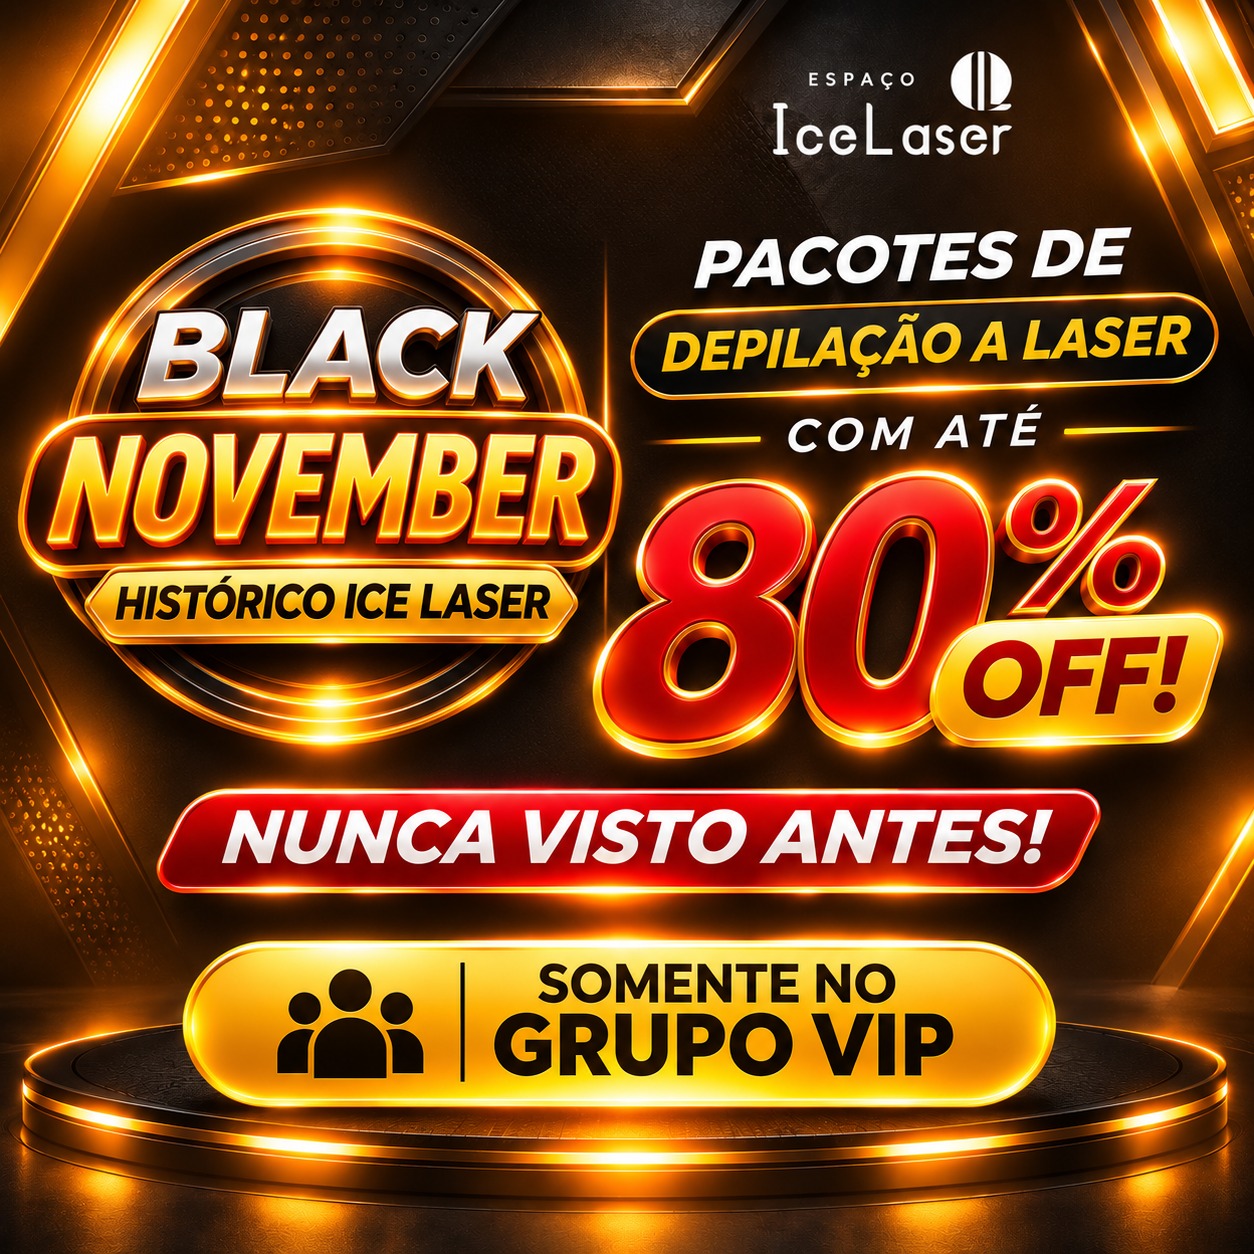 ESPAÇO
IceLaser
BLACK
NOVEMBER
HISTÓRICO ICE LASER
PACOTES DE
DEPILAÇÃO A LASER
COM ATÉ
80%
OFF!
NUNCA VISTO ANTES!
SOMENTE NO
GRUPO VIP